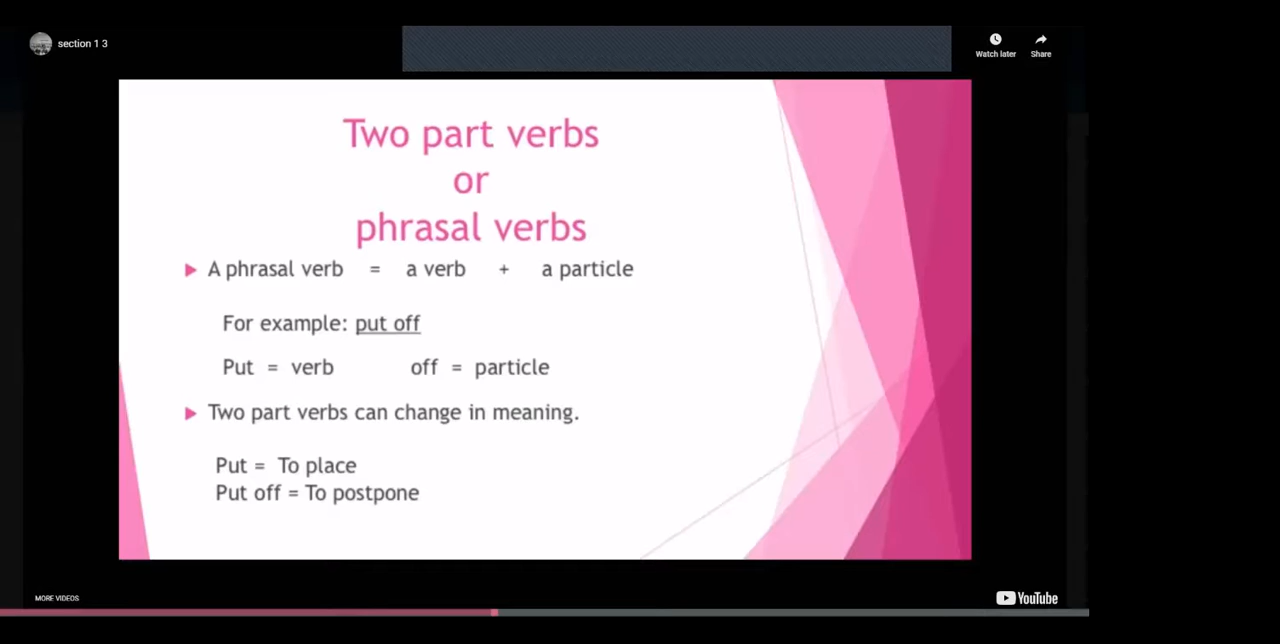 section 1 3
Watch later
Share
Two part verbs
or
phrasal verbs
A phrasal verb = a verb + a particle
For example: put off
Put = verb off = particle
Two part verbs can change in meaning.
Put = To place
Put off = To postpone
MORE VIDEOS
YouTube